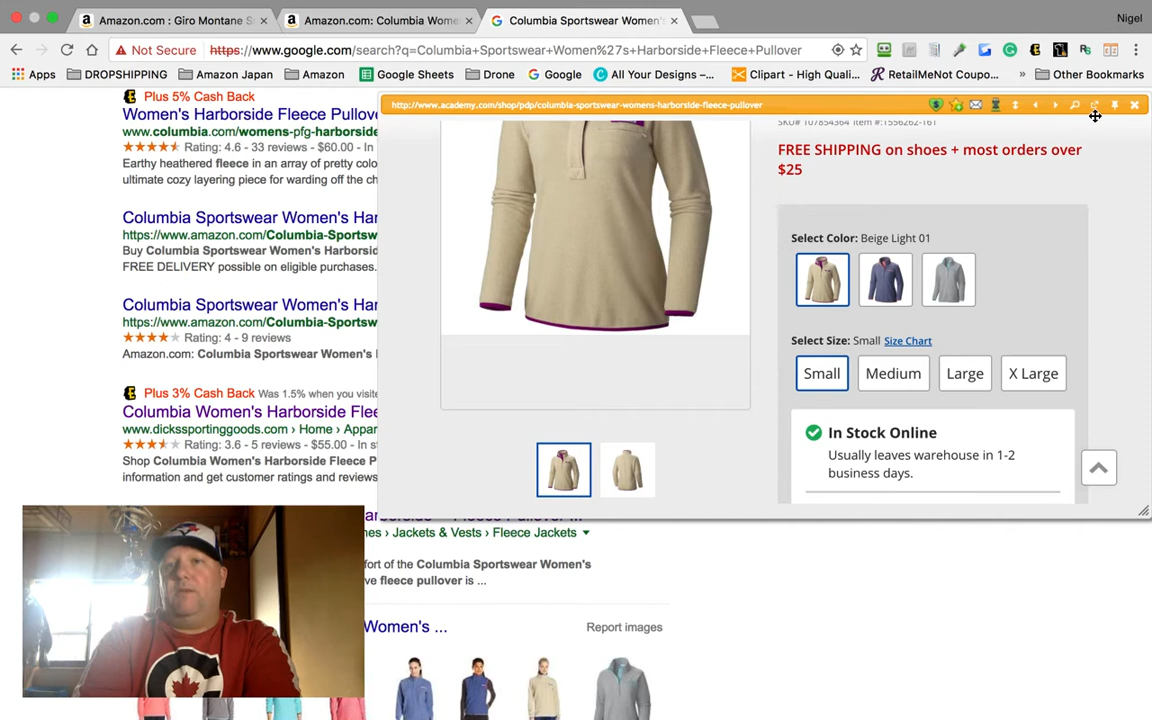 Amazon.com : Giro Montane S
Amazon.com: Columbia Wome
Columbia Sportswear Women's
Nigel
Not Secure
https://www.google.com/search?q=Columbia+Sportswear+Women%27s+Harborside+Fleece+Pullover
Apps
DROPSHIPPING
Amazon Japan
Amazon
Google Sheets
Drone
Google
All Your Designs –...
Clipart - High Quali...
RetailMeNot Coupo...
»
Other Bookmarks
Plus 5% Cash Back
Women's Harborside Fleece Pullov
www.columbia.com/womens-pfg-harborside
Rating: 4.6 - 33 reviews - $60.00 - In
Earthy heathered fleece in an array of pretty colo
ultimate cozy layering piece for warding off the ch
Columbia Sportswear Women's Har
https://www.amazon.com/Columbia-Sportsw
Buy Columbia Sportswear Women's Harborsid
FREE DELIVERY possible on eligible purchases.
Columbia Sportswear Women's Har
https://www.amazon.com/Columbia-Sportsw
Rating: 4 - 9 reviews
Amazon.com: Columbia Sportswear Women's
Plus 3% Cash Back Was 1.5% when you visite
Columbia Women's Harborside Flee
www.dickssportinggoods.com › Home › Appar
Rating: 3.6 - 5 reviews - $55.00 - In st
Shop Columbia Women's Harborside Fleece P
information and get customer ratings and reviews
arborside™ Fleece Pullover ...
nes › Jackets & Vests › Fleece Jackets
fort of the Columbia Sportswear Women's
ve fleece pullover is ...
Women's ...
Report images
http://www.academy.com/shop/pdp/columbia-sportswear-womens-harborside-fleece-pullover
SKU# 107854364 Item #:1556262-161
FREE SHIPPING on shoes + most orders over
$25
Select Color: Beige Light 01
Select Size: Small Size Chart
Small
Medium
Large
X Large
In Stock Online
Usually leaves warehouse in 1-2
business days.
C